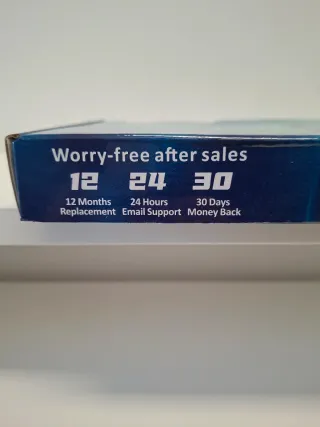 Worry-free after sales
12 24 30
12 Months 24 Hours 30 Days
Replacement Email Support Money Back